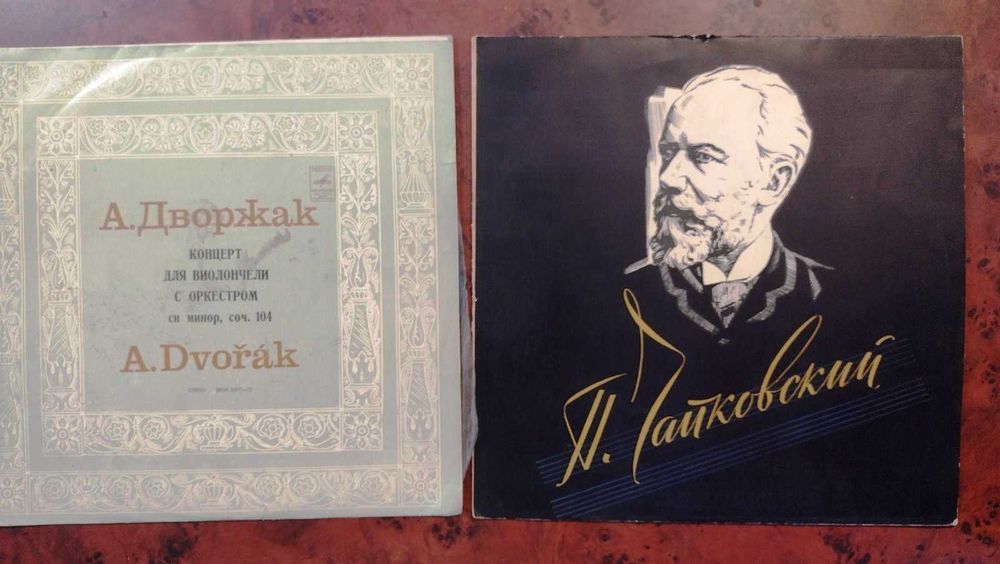 А.Дворжак
КОНЦЕРТ
ДЛЯ ВИОЛОНЧЕЛИ
С ОРКЕСТРОМ
си минор, соч. 104
A.Dvořák
П. Чайковский